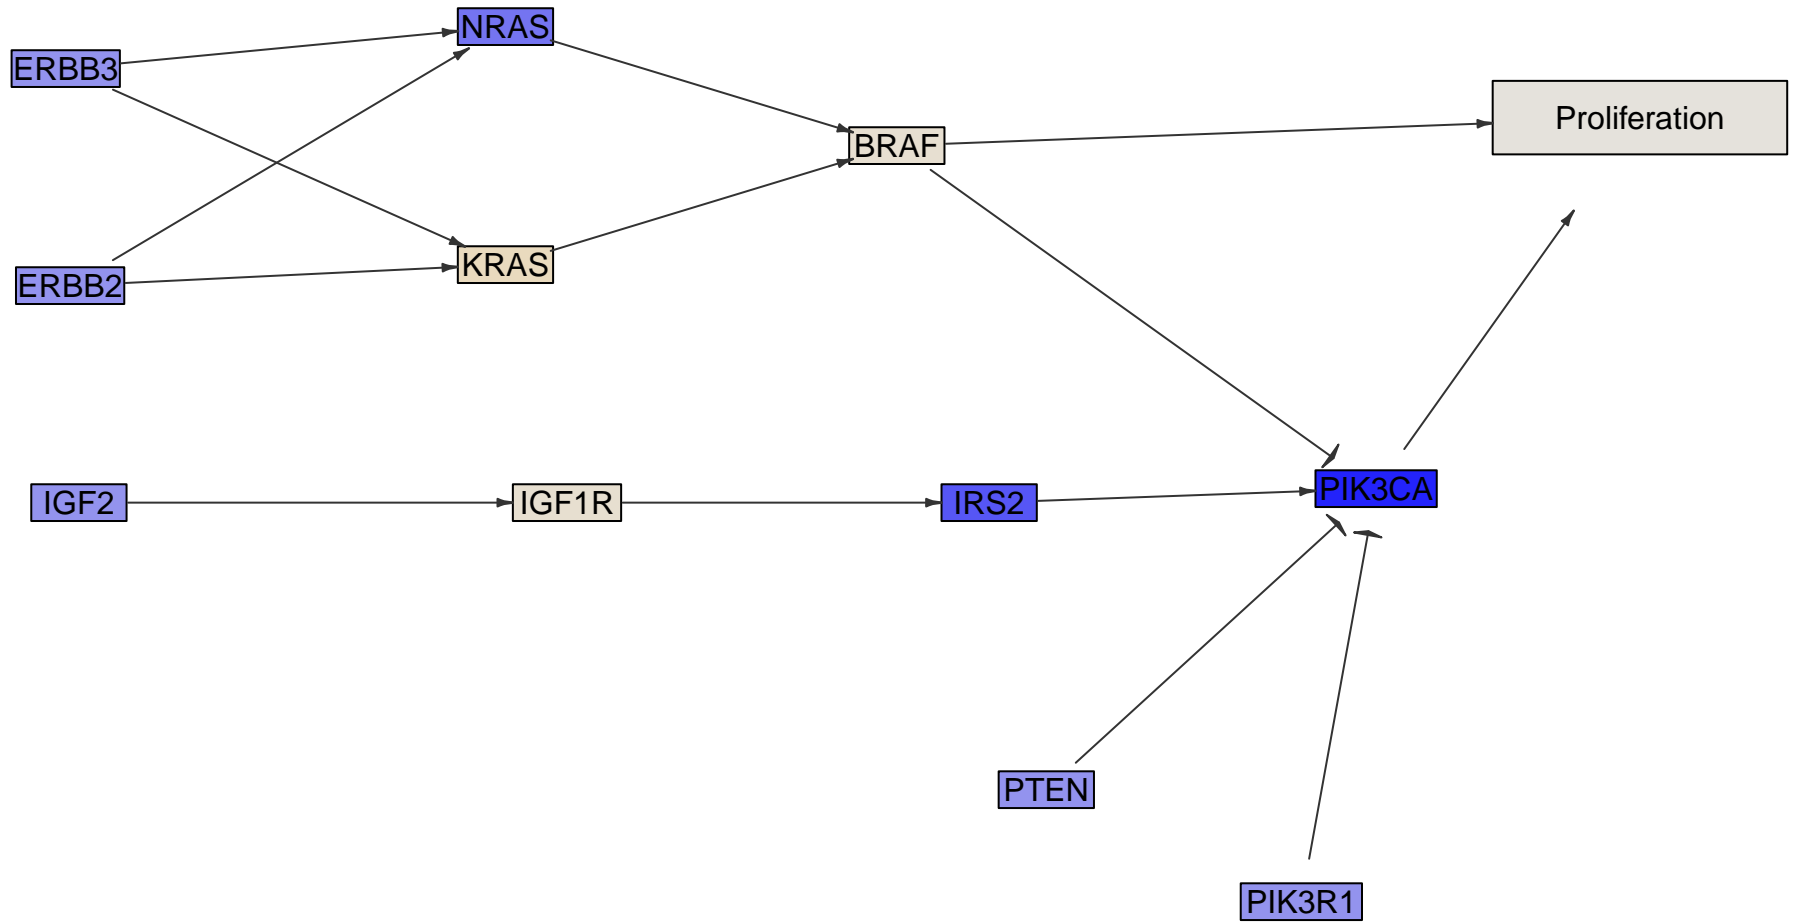 NRAS
ERBB3
Proliferation
BRAF
KRAS
ERBB2
IGF2
IGF1R
IRS2
PIK3CA
PTEN
PIK3R1